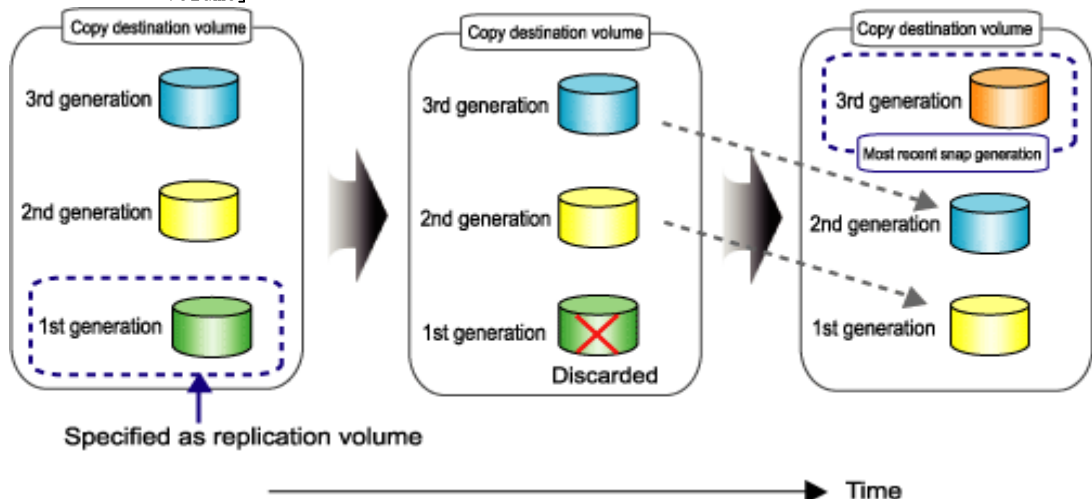 Copy destination volume
3rd generation
2nd generation
1st generation
Specified as replication volume
Copy destination volume
3rd generation
2nd generation
1st generation
Discarded
Copy destination volume
3rd generation
Most recent snap generation
2nd generation
1st generation
Time